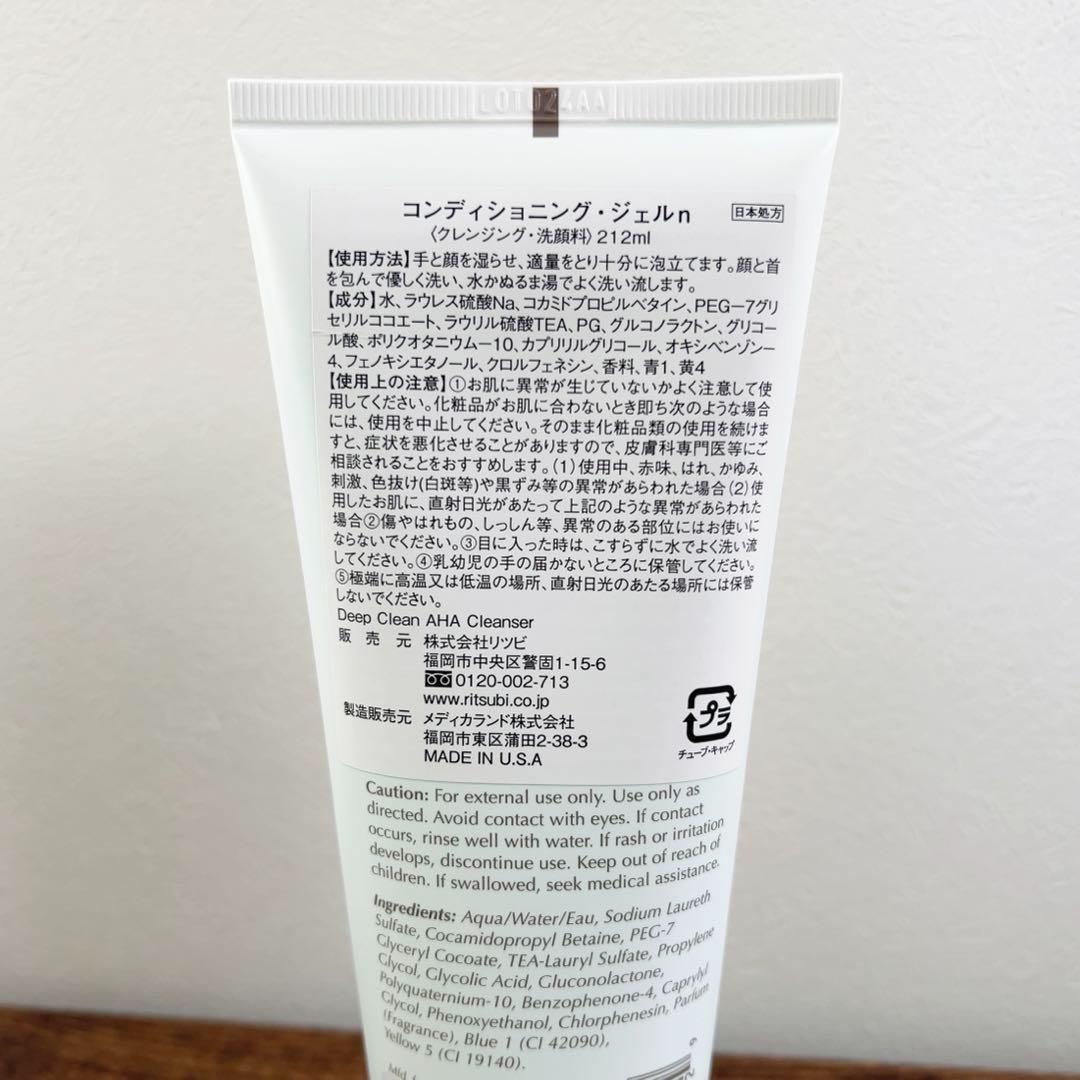 LOT024AA
コンディショニング・ジェルn 日本処方
〈クレンジング・洗顔料〉212ml
【使用方法】手と顔を湿らせ、適量をとり十分に泡立てます。顔と首
を包んで優しく洗い、水かぬるま湯でよく洗い流します。
【成分】水、ラウレス硫酸Na、コカミドプロピルベタイン、PEG－7グリ
セリルココエート、ラウリル硫酸TEA、PG、グルコノラクトン、グリコー
ル酸、ポリクオタニウム－10、カプリリルグリコール、オキシベンゾン－
4、フェノキシエタノール、クロルフェネシン、香料、青1、黄4
【使用上の注意】①お肌に異常が生じていないかよく注意して使
用してください。化粧品がお肌に合わないとき即ち次のような場合
には、使用を中止してください。そのまま化粧品類の使用を続けま
すと、症状を悪化させることがありますので、皮膚科専門医等にご
相談されることをおすすめします。(1)使用中、赤味、はれ、かゆみ、
刺激、色抜け(白斑等)や黒ずみ等の異常があらわれた場合(2)使
用したお肌に、直射日光があたって上記のような異常があらわれた
場合②傷やはれもの、しっしん等、異常のある部位にはお使いに
ならないでください。③目に入った時は、こすらずに水でよく洗い流
してください。④乳幼児の手の届かないところに保管してください。
⑤極端に高温又は低温の場所、直射日光のあたる場所には保管
しないでください。
Deep Clean AHA Cleanser
販売元 株式会社リツビ
福岡市中央区警固1-15-6
0120-002-713
www.ritsubi.co.jp
製造販売元 メディカランド株式会社
福岡市東区蒲田2-38-3
MADE IN U.S.A
プラ
チューブ・キャップ
Caution: For external use only. Use only as
directed. Avoid contact with eyes. If contact
occurs, rinse well with water. If rash or irritation
develops, discontinue use. Keep out of reach of
children. If swallowed, seek medical assistance.
Ingredients: Aqua/Water/Eau, Sodium Laureth
Sulfate, Cocamidopropyl Betaine, PEG-7
Glyceryl Cocoate, TEA-Lauryl Sulfate, Propylene
Glycol, Glycolic Acid, Gluconolactone,
Polyquaternium-10, Benzophenone-4, Caprylyl
Glycol, Phenoxyethanol, Chlorphenesin, Parfum
(Fragrance), Blue 1 (CI 42090),
Yellow 5 (CI 19140).